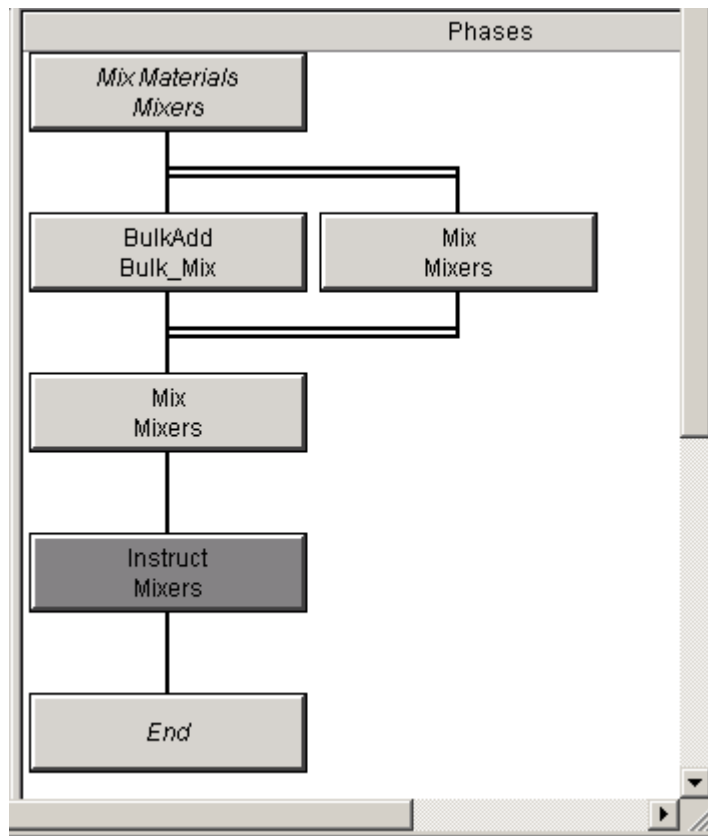 Phases
Mix Materials
Mixers
BulkAdd
Bulk_Mix
Mix
Mixers
Mix
Mixers
Instruct
Mixers
End